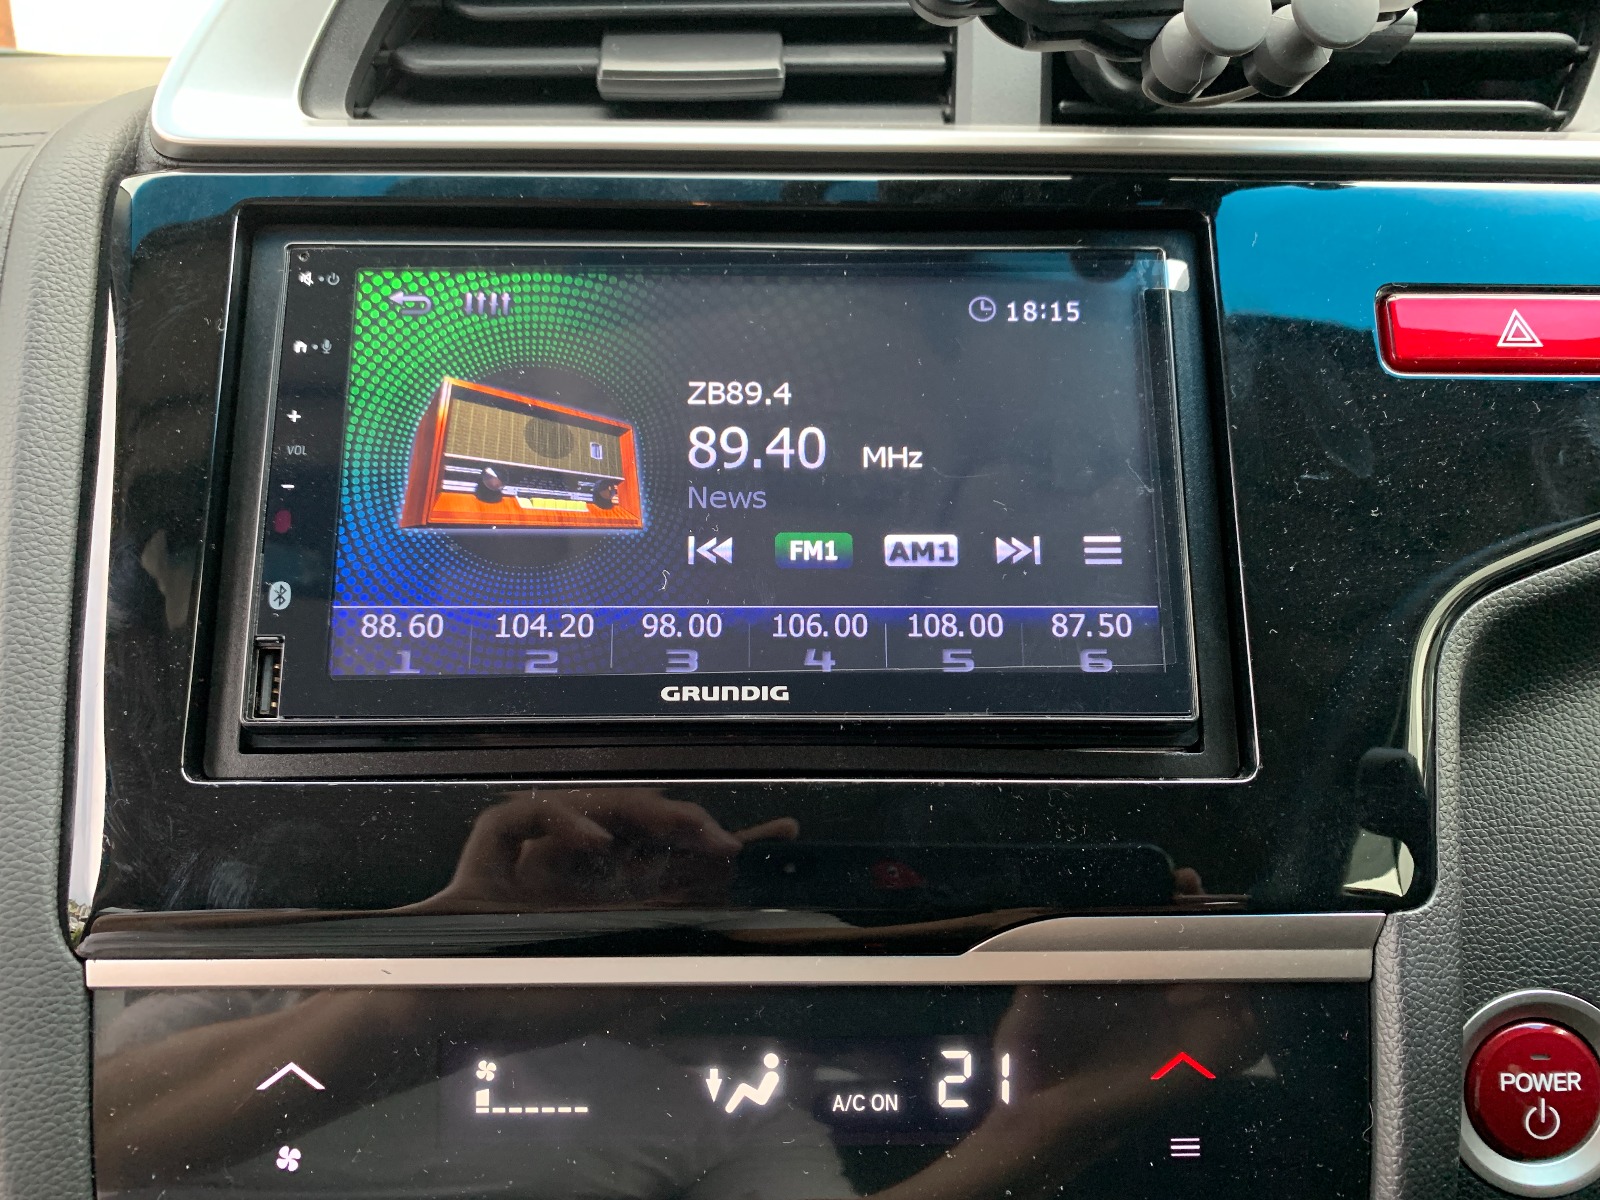 18:15
ZB89.4
89.40 MHz
News
FM1 AM1
VOL
88.60 104.20 98.00 106.00 108.00 87.50
1 2 3 4 5 6
GRUNDIG
A/C ON 21
POWER